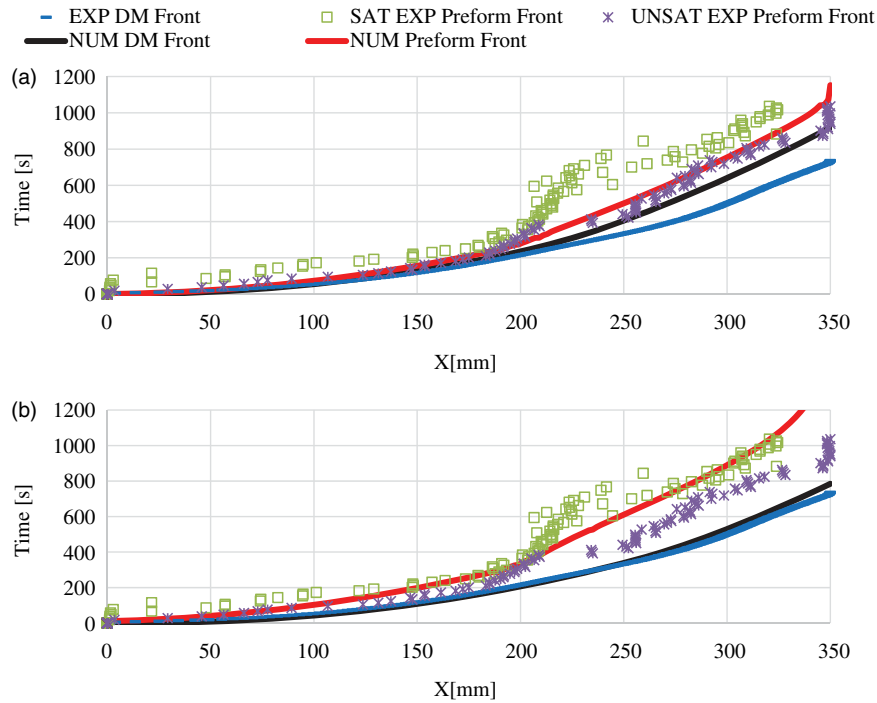 EXP DM Front SAT EXP Preform Front UNSAT EXP Preform Front
NUM DM Front NUM Preform Front
(a)
1200
1000
800
600
400
200
0
Time [s]
0 50 100 150 200 250 300 350
X[mm]
(b)
1200
1000
800
600
400
200
0
Time [s]
0 50 100 150 200 250 300 350
X[mm]